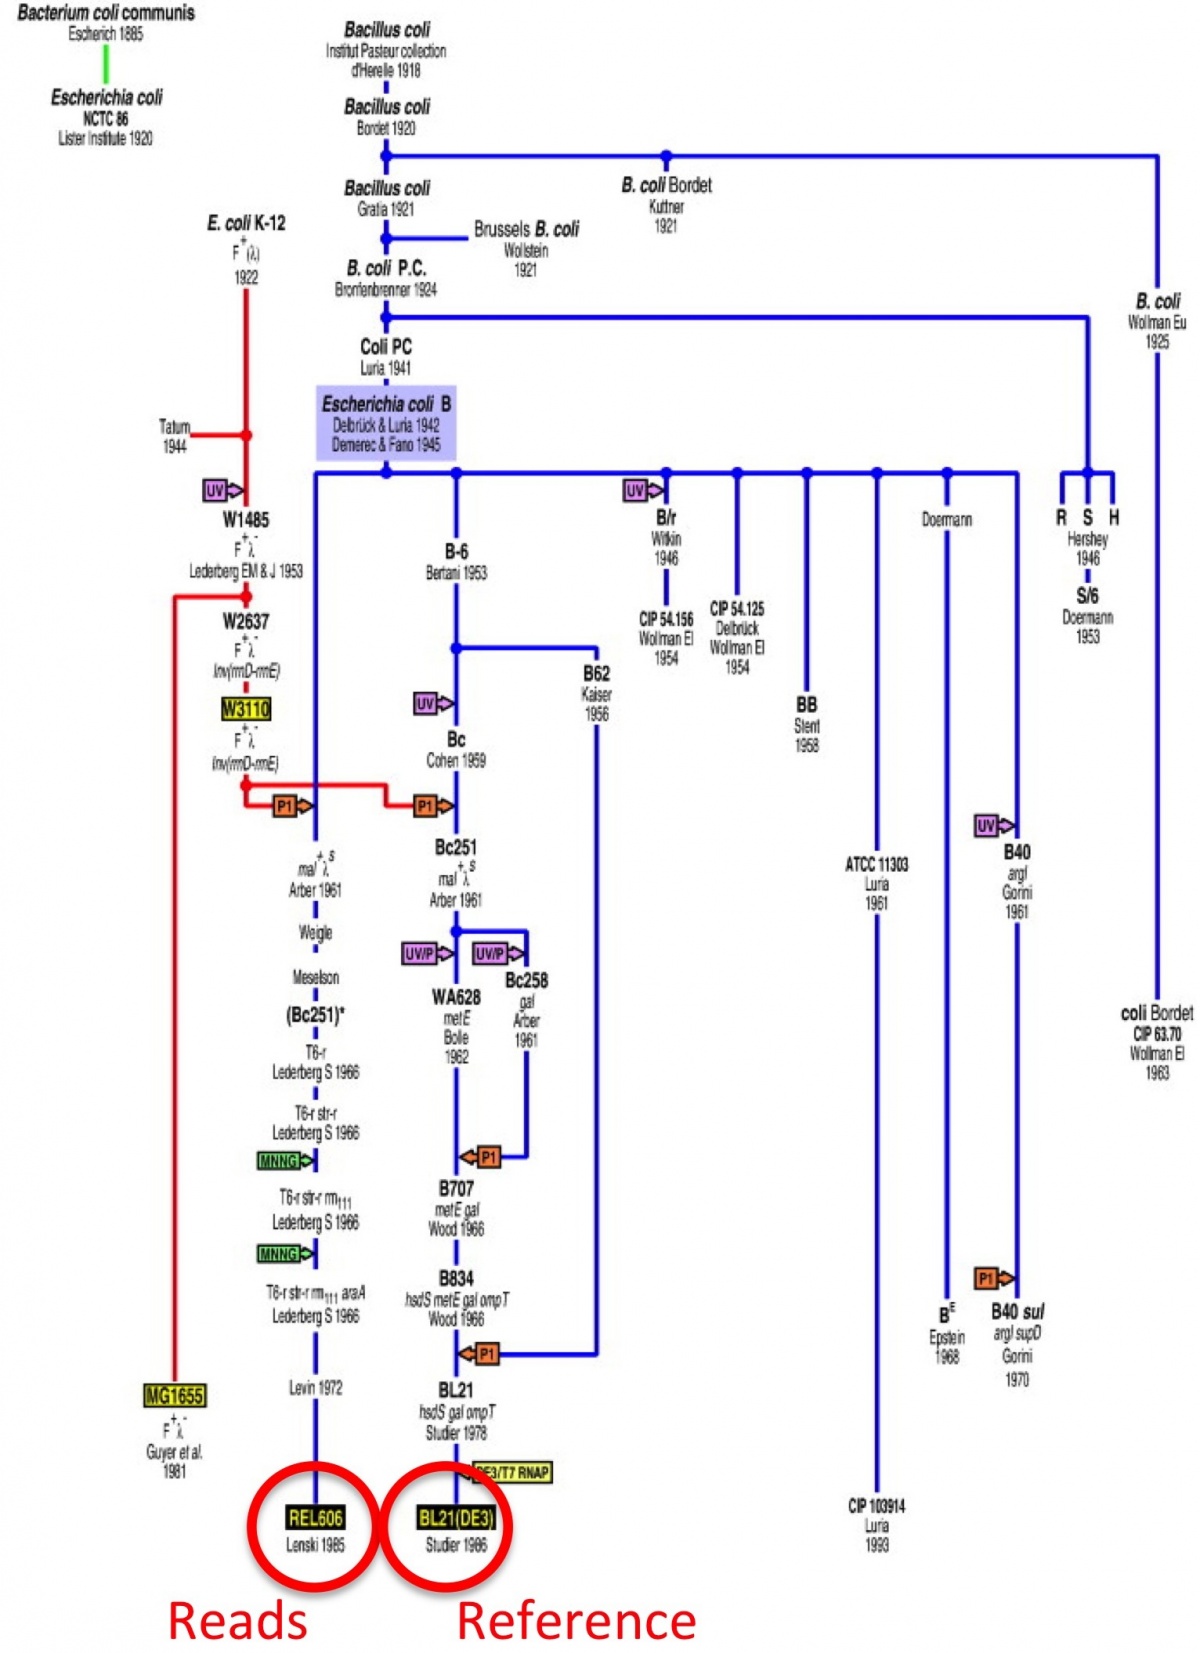 Bacterium coli communis
Escherich 1885
Escherichia coli
NCTC 86
Lister Institute 1920
Bacillus coli
Institut Pasteur collection
d'Herelle 1918
Bacillus coli
Bordet 1920
Bacillus coli
Gratia 1921
B. coli Bordet
Kuttner
1921
Brussels B. coli
Wollstein
1921
B. coli P.C.
Bronfenbrenner 1924
B. coli
Wollman Eu
1925
Coli PC
Luria 1941
Escherichia coli B
Delbrück & Luria 1942
Demerec & Fano 1945
E. coli K-12
F+(λ)
1922
Tatum
1944
UV
W1485
F+λ-
Lederberg EM & J 1953
W2637
F+λ-
Inv(rrnD-rrnE)
W3110
F+λ-
Inv(rrnD-rrnE)
P1
P1
MG1655
F+λ-
Guyer et al.
1981
mal+λS
Arber 1961
Weigle
Meselson
(Bc251)*
T6-r
Lederberg S 1966
T6-r str-r
Lederberg S 1966
MNNG
T6-r str-r rm111
Lederberg S 1966
MNNG
T6-r str-r rm111 araA
Lederberg S 1966
Levin 1972
REL606
Lenski 1985
B-6
Bertani 1953
UV
Bc
Cohen 1959
Bc251
mal+λS
Arber 1961
UV/P
UV/P
WA628
metE
Bolle
1962
Bc258
gal
Arber
1961
P1
B707
metE gal
Wood 1966
B834
hsdS metE gal ompT
Wood 1966
P1
BL21
hsdS gal ompT
Studier 1978
DE3/T7 RNAP
BL21(DE3)
Studier 1986
B62
Kaiser
1956
UV
B/r
Witkin
1946
CIP 54.156
Wollman El
1954
CIP 54.125
Delbrück
Wollman El
1954
BB
Stent
1958
ATCC 11303
Luria
1961
CIP 103914
Luria
1993
Doermann
BE
Epstein
1968
UV
B40
argI
Gorini
1961
P1
B40 sul
argI supD
Gorini
1970
R S H
Hershey
1946
S/6
Doermann
1953
coli Bordet
CIP 63.70
Wollman El
1963
Reads
Reference